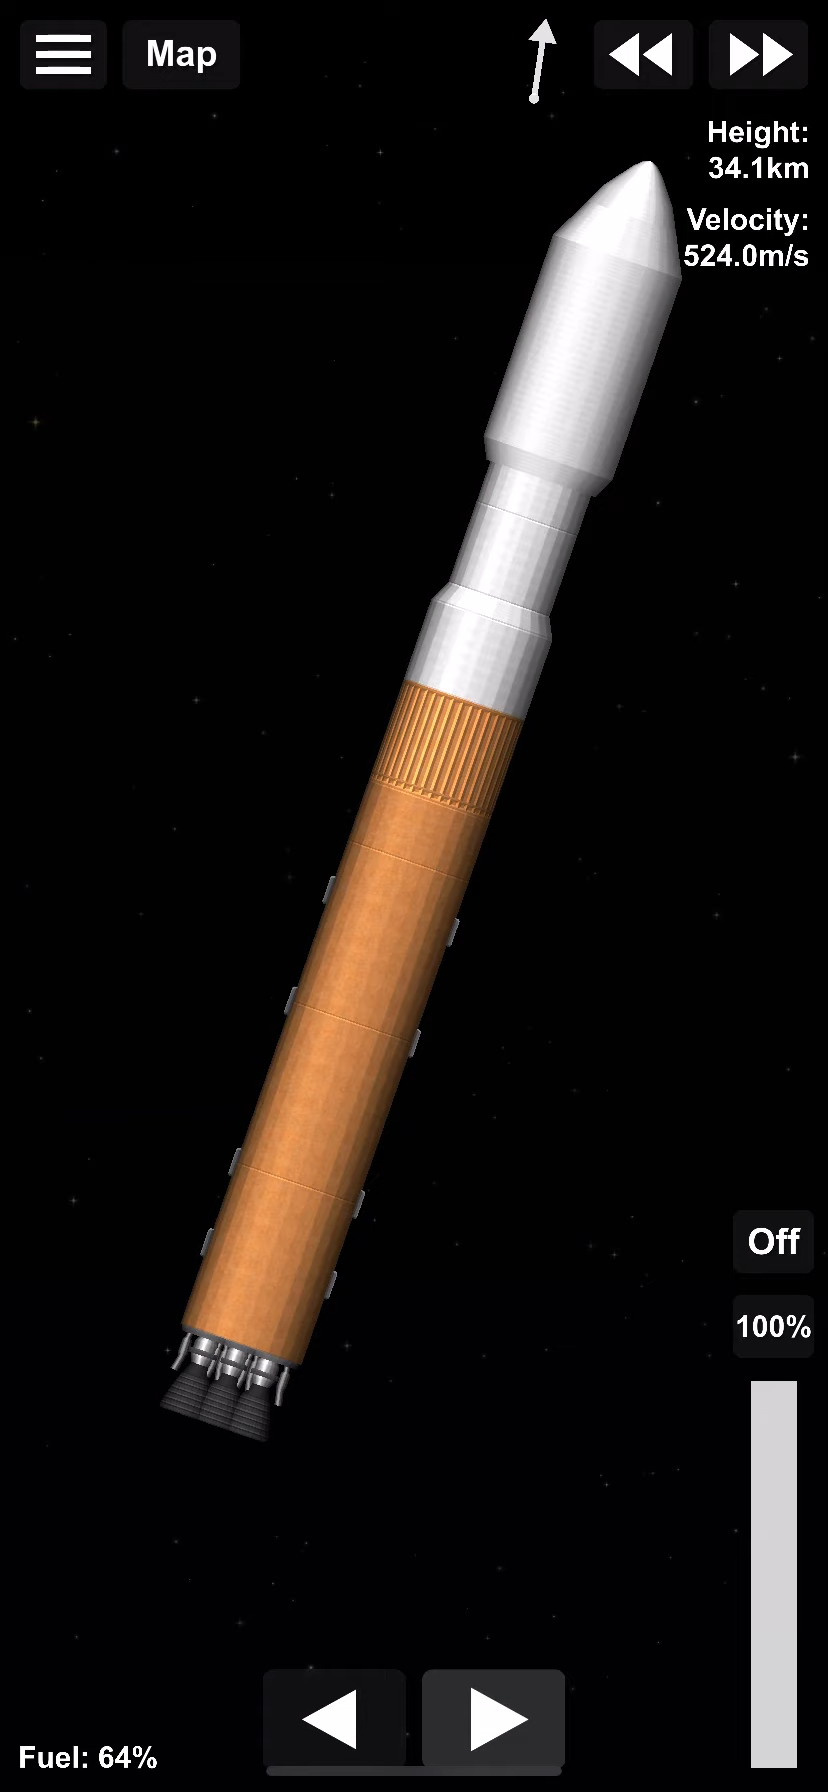 Map
Height:
34.1km
Velocity:
524.0m/s
Off
100%
Fuel: 64%